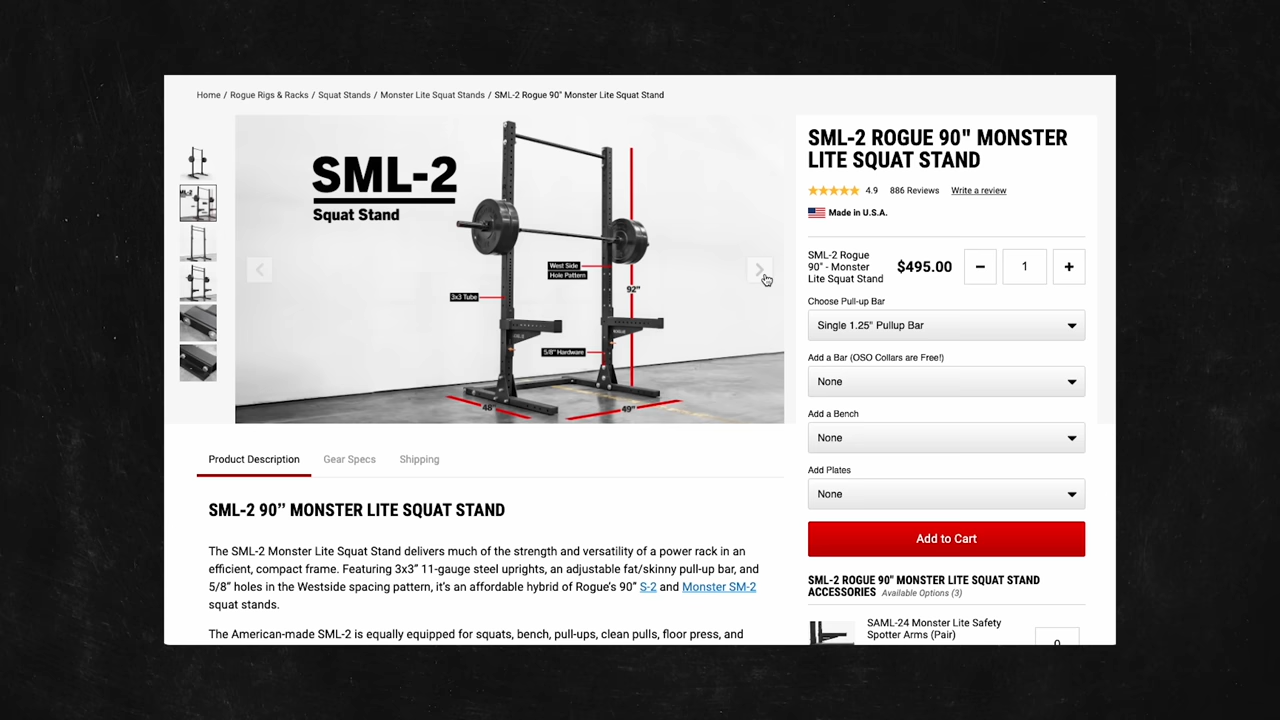 Home / Rogue Rigs & Racks / Squat Stands / Monster Lite Squat Stands / SML-2 Rogue 90" Monster Lite Squat Stand
SML-2
Squat Stand
West Side
Hole Pattern
92"
3x3 Tube
5/8" Hardware
48"
49"
SML-2 ROGUE 90" MONSTER
LITE SQUAT STAND
4.9 886 Reviews Write a review
Made in U.S.A.
SML-2 Rogue
90" - Monster
Lite Squat Stand
$495.00
1
Choose Pull-up Bar
Single 1.25" Pullup Bar
Add a Bar (OSO Collars are Free!)
None
Add a Bench
None
Add Plates
None
Add to Cart
SML-2 ROGUE 90" MONSTER LITE SQUAT STAND
ACCESSORIES Available Options (3)
SAML-24 Monster Lite Safety
Spotter Arms (Pair)
0
Product Description Gear Specs Shipping
SML-2 90’’ MONSTER LITE SQUAT STAND
The SML-2 Monster Lite Squat Stand delivers much of the strength and versatility of a power rack in an
efficient, compact frame. Featuring 3x3” 11-gauge steel uprights, an adjustable fat/skinny pull-up bar, and
5/8” holes in the Westside spacing pattern, it’s an affordable hybrid of Rogue’s 90” S-2 and Monster SM-2
squat stands.
The American-made SML-2 is equally equipped for squats, bench, pull-ups, clean pulls, floor press, and